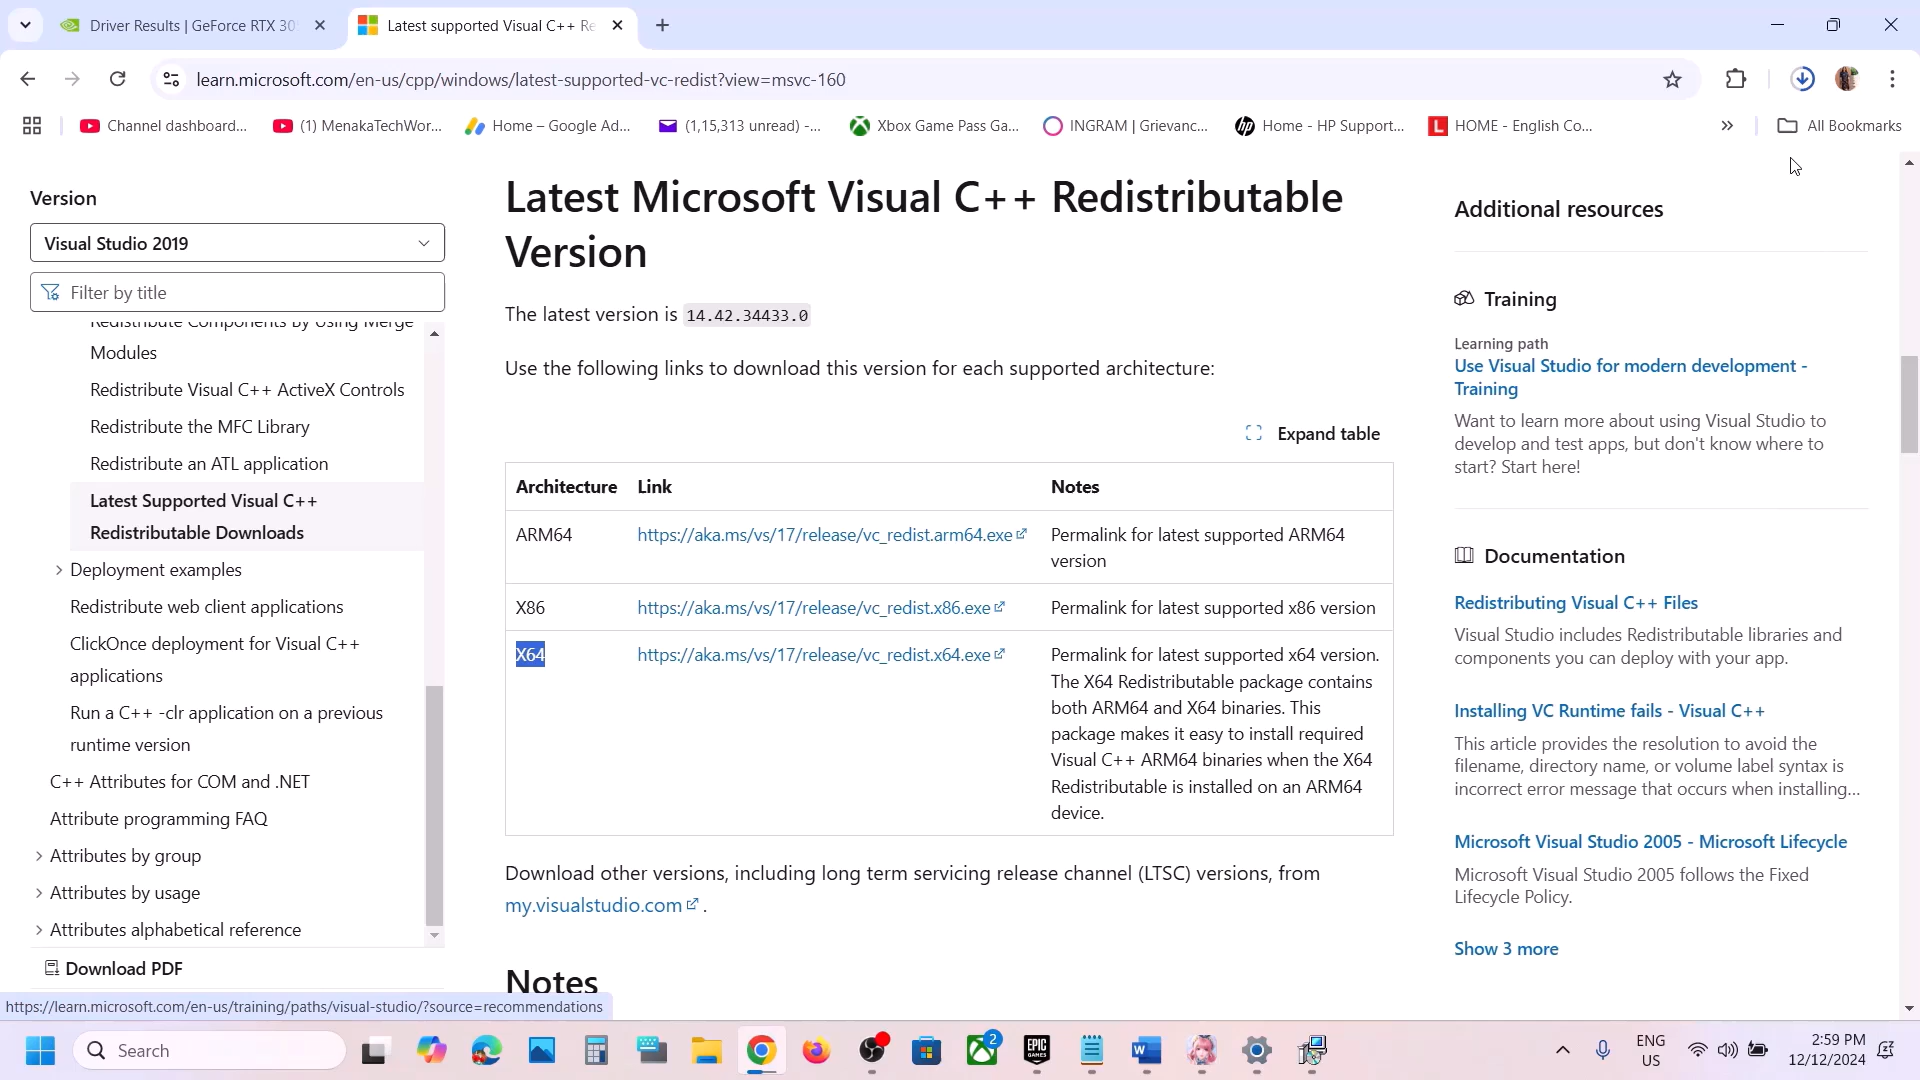 Driver Results | GeForce RTX 30
Latest supported Visual C++ Re
learn.microsoft.com/en-us/cpp/windows/latest-supported-vc-redist?view=msvc-160
Channel dashboard...
(1) MenakaTechWor...
Home – Google Ad...
(1,15,313 unread) -...
Xbox Game Pass Ga...
INGRAM | Grievanc...
Home - HP Support...
HOME - English Co...
All Bookmarks
Version
Visual Studio 2019
Filter by title
Redistribute Components by Using Merge
Modules
Redistribute Visual C++ ActiveX Controls
Redistribute the MFC Library
Redistribute an ATL application
Latest Supported Visual C++
Redistributable Downloads
Deployment examples
Redistribute web client applications
ClickOnce deployment for Visual C++
applications
Run a C++ -clr application on a previous
runtime version
C++ Attributes for COM and .NET
Attribute programming FAQ
Attributes by group
Attributes by usage
Attributes alphabetical reference
Download PDF
Latest Microsoft Visual C++ Redistributable
Version
The latest version is 14.42.34433.0
Use the following links to download this version for each supported architecture:
Expand table
Architecture Link Notes
ARM64 https://aka.ms/vs/17/release/vc_redist.arm64.exe Permalink for latest supported ARM64
version
X86 https://aka.ms/vs/17/release/vc_redist.x86.exe Permalink for latest supported x86 version
X64 https://aka.ms/vs/17/release/vc_redist.x64.exe Permalink for latest supported x64 version.
The X64 Redistributable package contains
both ARM64 and X64 binaries. This
package makes it easy to install required
Visual C++ ARM64 binaries when the X64
Redistributable is installed on an ARM64
device.
Download other versions, including long term servicing release channel (LTSC) versions, from
my.visualstudio.com .
Notes
Additional resources
Training
Learning path
Use Visual Studio for modern development -
Training
Want to learn more about using Visual Studio to
develop and test apps, but don't know where to
start? Start here!
Documentation
Redistributing Visual C++ Files
Visual Studio includes Redistributable libraries and
components you can deploy with your app.
Installing VC Runtime fails - Visual C++
This article provides the resolution to avoid the
filename, directory name, or volume label syntax is
incorrect error message that occurs when installing...
Microsoft Visual Studio 2005 - Microsoft Lifecycle
Microsoft Visual Studio 2005 follows the Fixed
Lifecycle Policy.
Show 3 more
https://learn.microsoft.com/en-us/training/paths/visual-studio/?source=recommendations
Search
2
EPIC
GAMES
ENG
US
2:59 PM
12/12/2024